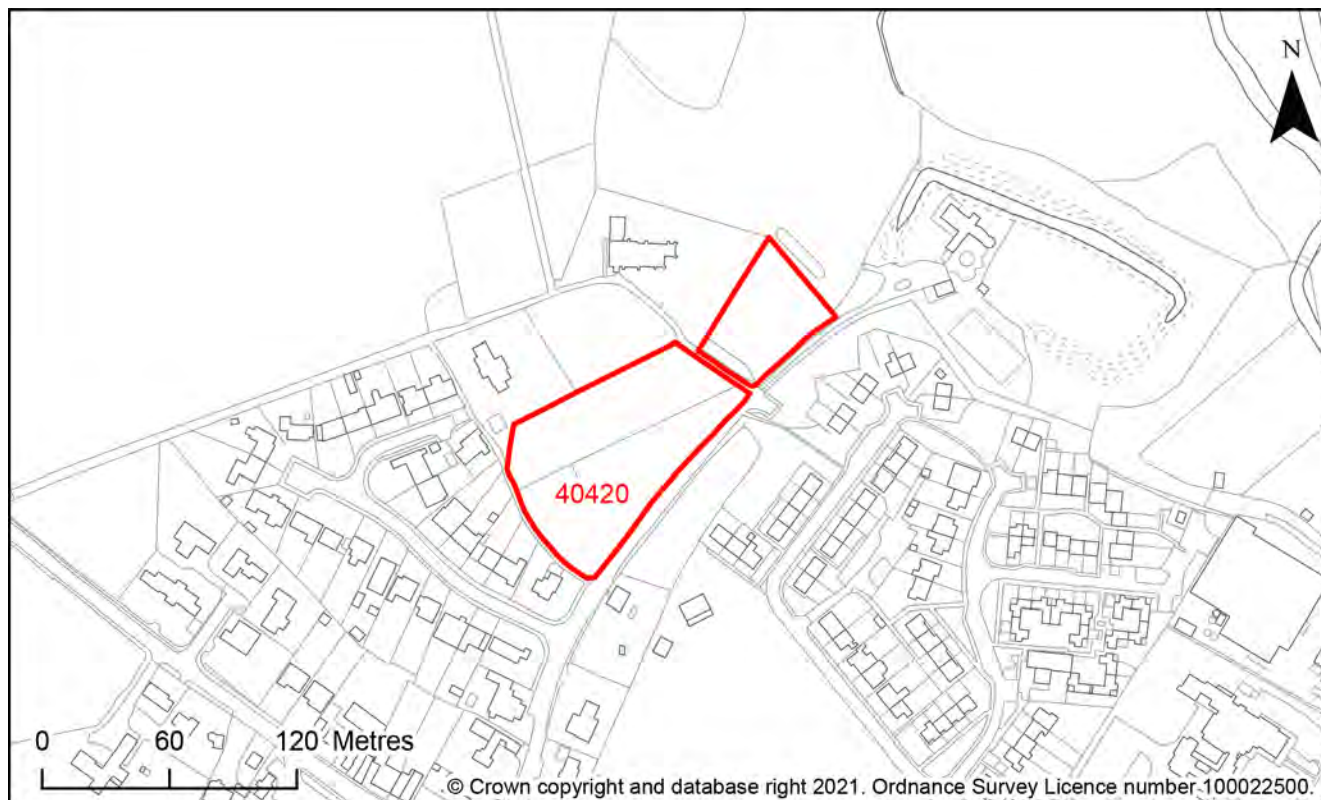 N
40420
0 60 120 Metres
© Crown copyright and database right 2021. Ordnance Survey Licence number 100022500.